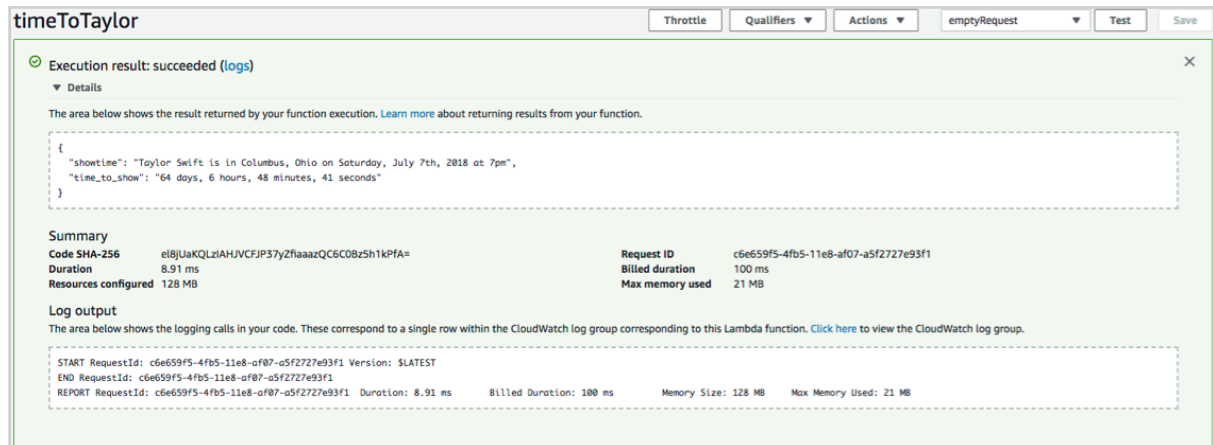 timeToTaylor
Throttle Qualifiers Actions emptyRequest Test Save
Execution result: succeeded (logs)
Details
The area below shows the result returned by your function execution. Learn more about returning results from your function.
{
"showtime": "Taylor Swift is in Columbus, Ohio on Saturday, July 7th, 2018 at 7pm",
"time_to_show": "64 days, 6 hours, 48 minutes, 41 seconds"
}
Summary
Code SHA-256 el8jUaKQLzIAHJVCFJP37yZfiaaazQC6C0Bz5h1kPfA= Request ID c6e659f5-4fb5-11e8-af07-a5f2727e93f1
Duration 8.91 ms Billed duration 100 ms
Resources configured 128 MB Max memory used 21 MB
Log output
The area below shows the logging calls in your code. These correspond to a single row within the CloudWatch log group corresponding to this Lambda function. Click here to view the CloudWatch log group.
START RequestId: c6e659f5-4fb5-11e8-af07-a5f2727e93f1 Version: $LATEST
END RequestId: c6e659f5-4fb5-11e8-af07-a5f2727e93f1
REPORT RequestId: c6e659f5-4fb5-11e8-af07-a5f2727e93f1 Duration: 8.91 ms Billed Duration: 100 ms Memory Size: 128 MB Max Memory Used: 21 MB